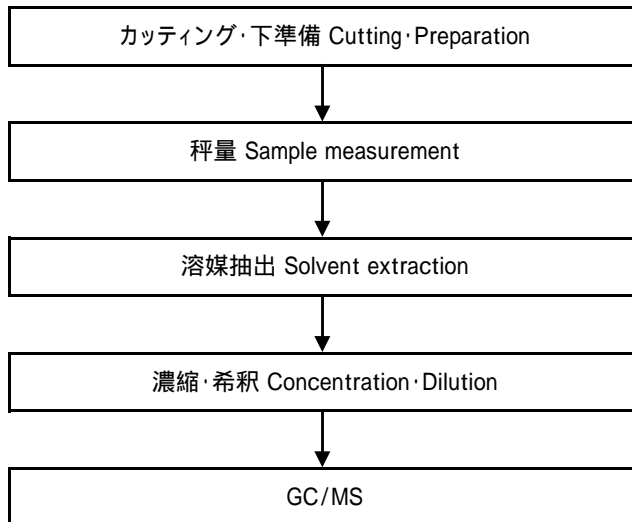 カッティング・下準備 Cutting・Preparation
秤量 Sample measurement
溶媒抽出 Solvent extraction
濃縮・希釈 Concentration・Dilution
GC/MS